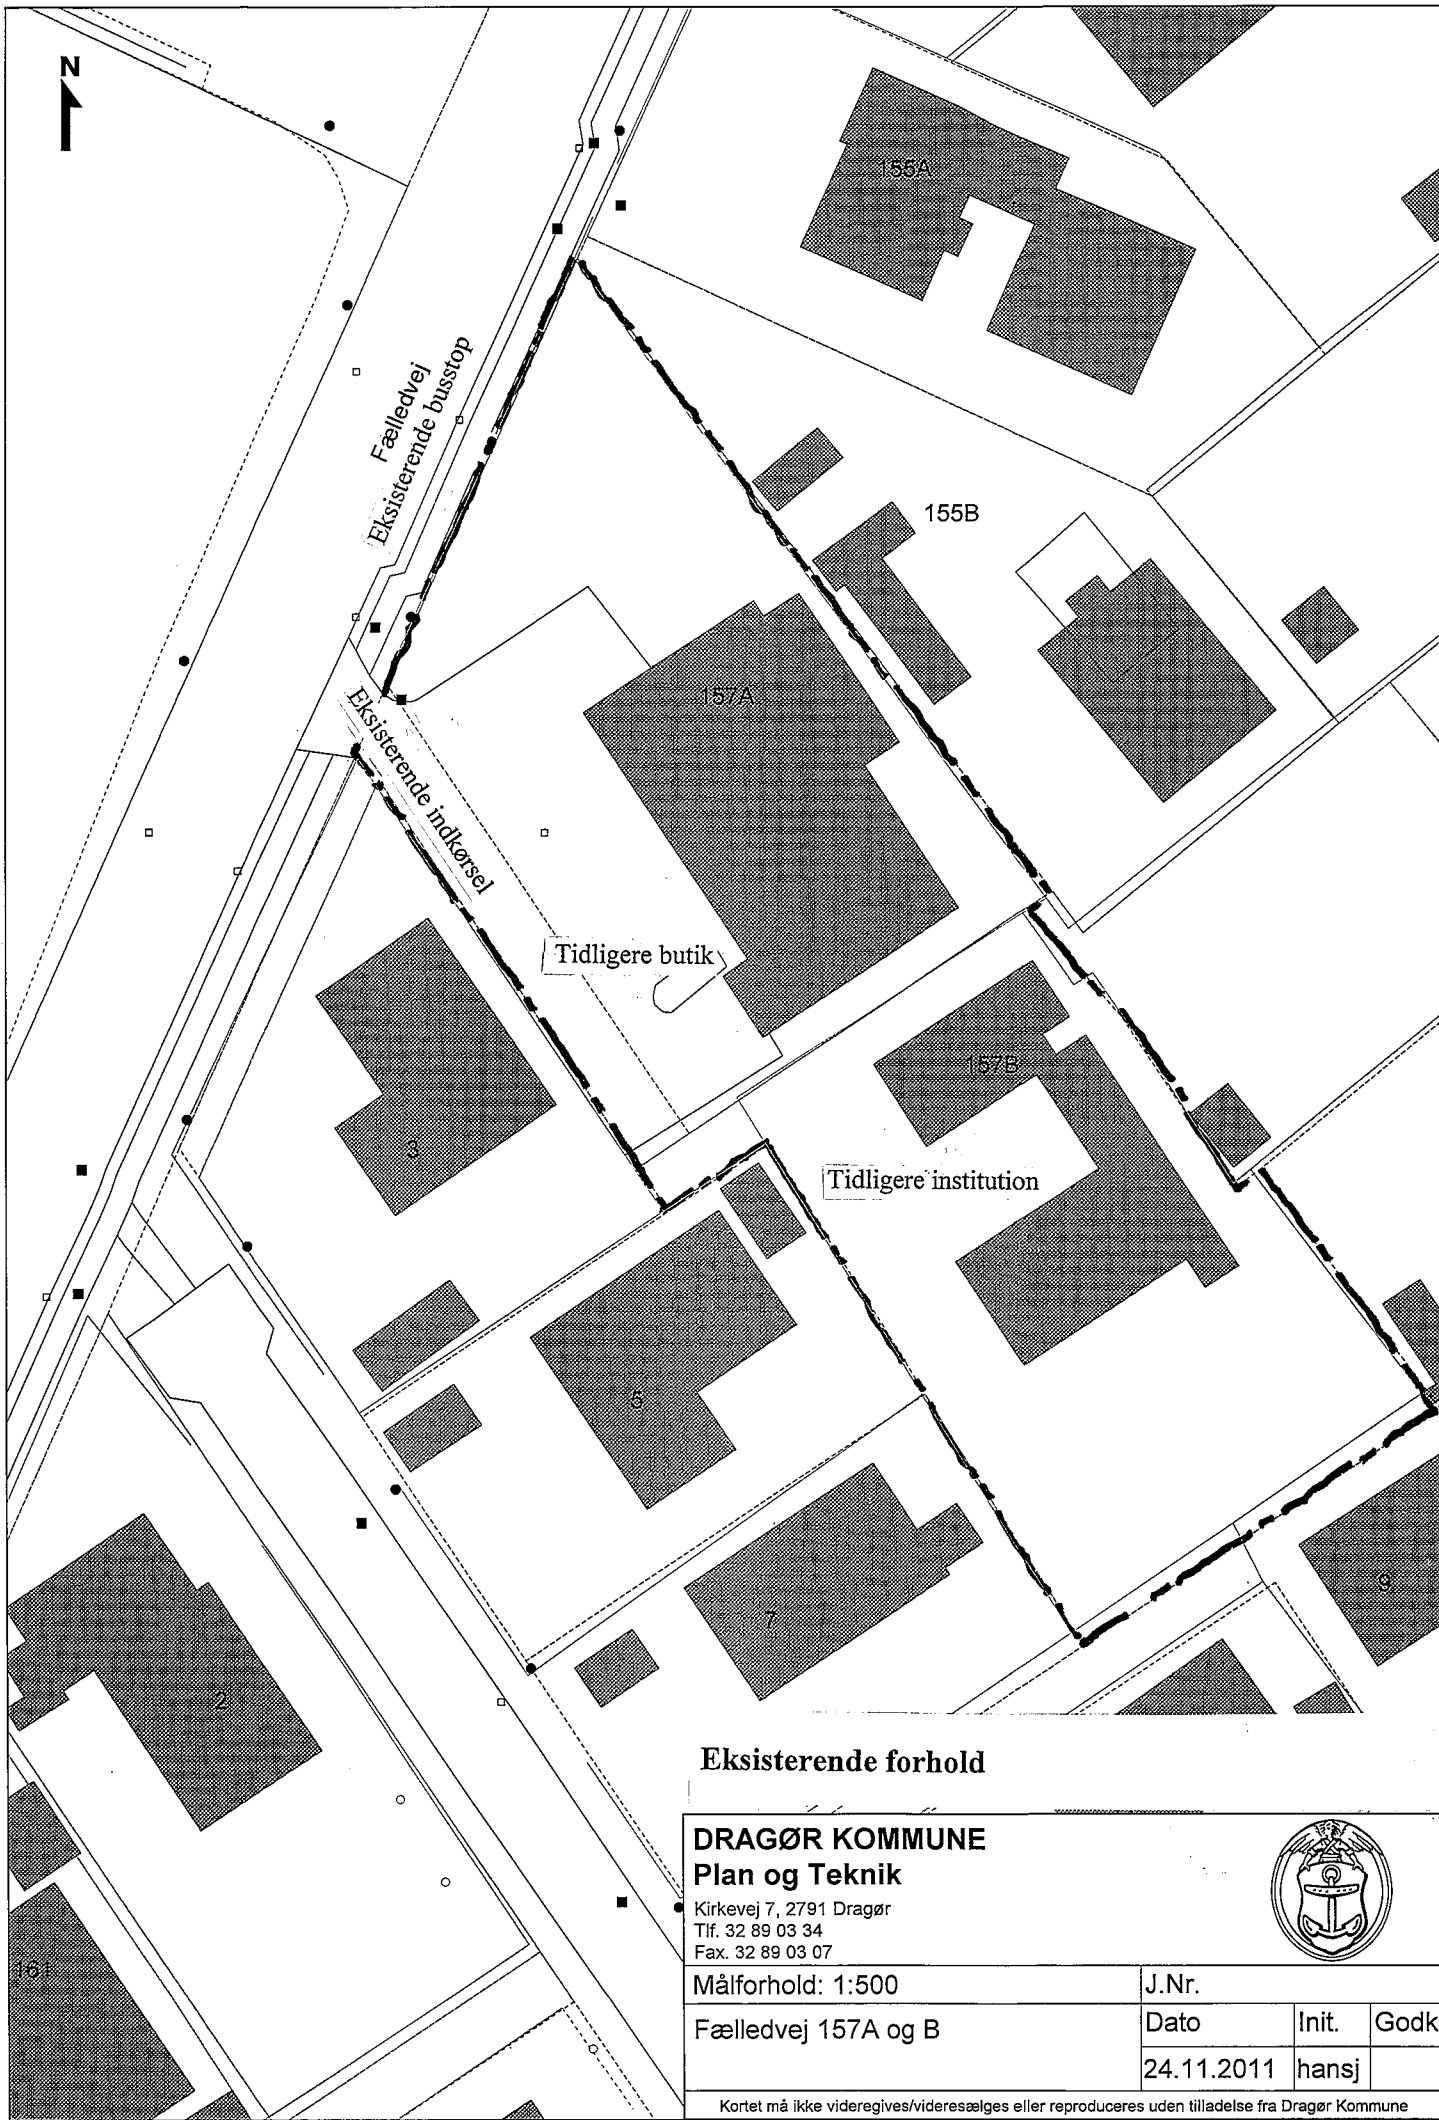 N
155A
Fælledvej
Eksisterende busstop
155B
157A
Eksisterende indkørsel
Tidligere butik
157B
3
Tidligere institution
5
7
9
2
161
Eksisterende forhold
DRAGØR KOMMUNE
Plan og Teknik
Kirkevej 7, 2791 Dragør
Tlf. 32 89 03 34
Fax. 32 89 03 07
Målforhold: 1:500
J.Nr.
Fælledvej 157A og B
Dato
Init.
Godk
24.11.2011
hansj
Kortet må ikke videregives/videresælges eller reproduceres uden tilladelse fra Dragør Kommune